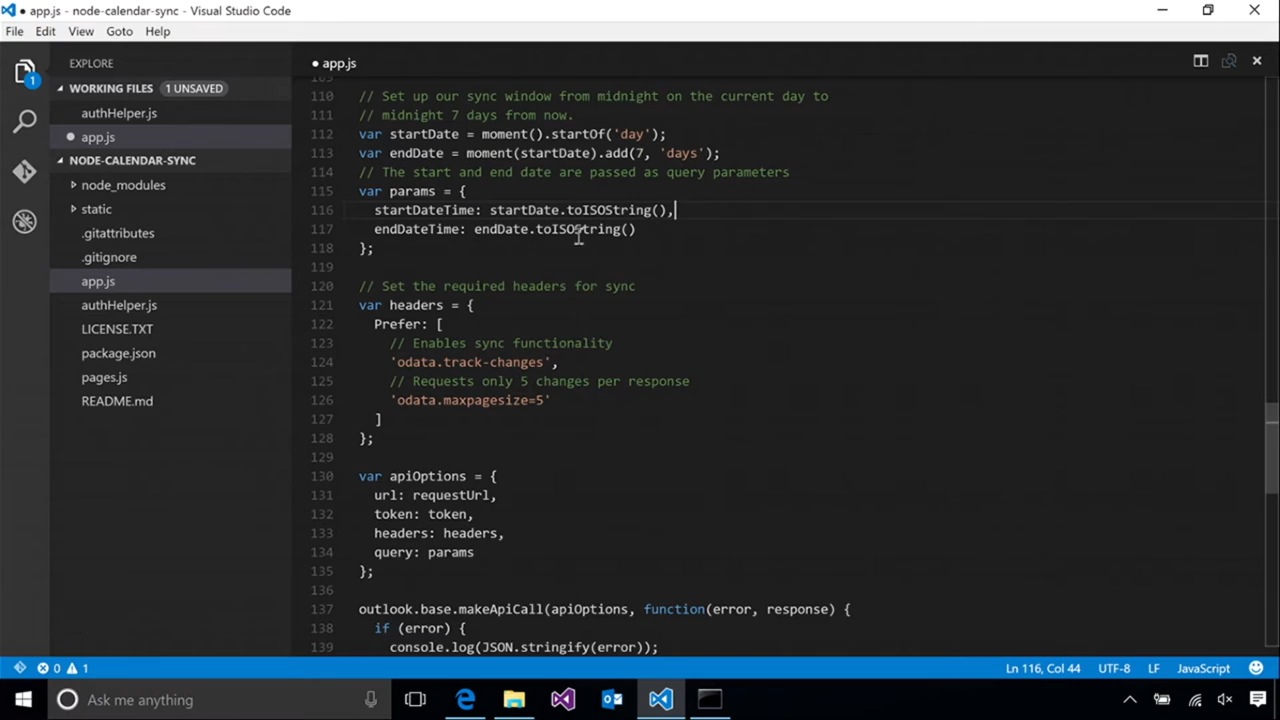 ● app.js - node-calendar-sync - Visual Studio Code
File Edit View Goto Help
EXPLORE
● app.js
WORKING FILES 1 UNSAVED
authHelper.js
● app.js
NODE-CALENDAR-SYNC
node_modules
static
.gitattributes
.gitignore
app.js
authHelper.js
LICENSE.TXT
package.json
pages.js
README.md
1
110 // Set up our sync window from midnight on the current day to
111 // midnight 7 days from now.
112 var startDate = moment().startOf('day');
113 var endDate = moment(startDate).add(7, 'days');
114 // The start and end date are passed as query parameters
115 var params = {
116 startDateTime: startDate.toISOString(),
117 endDateTime: endDate.toISOString()
118 };
119
120 // Set the required headers for sync
121 var headers = {
122 Prefer: [
123 // Enables sync functionality
124 'odata.track-changes',
125 // Requests only 5 changes per response
126 'odata.maxpagesize=5'
127 ]
128 };
129
130 var apiOptions = {
131 url: requestUrl,
132 token: token,
133 headers: headers,
134 query: params
135 };
136
137 outlook.base.makeApiCall(apiOptions, function(error, response) {
138 if (error) {
139 console.log(JSON.stringify(error));
0 1 Ln 116, Col 44 UTF-8 LF JavaScript
Ask me anything